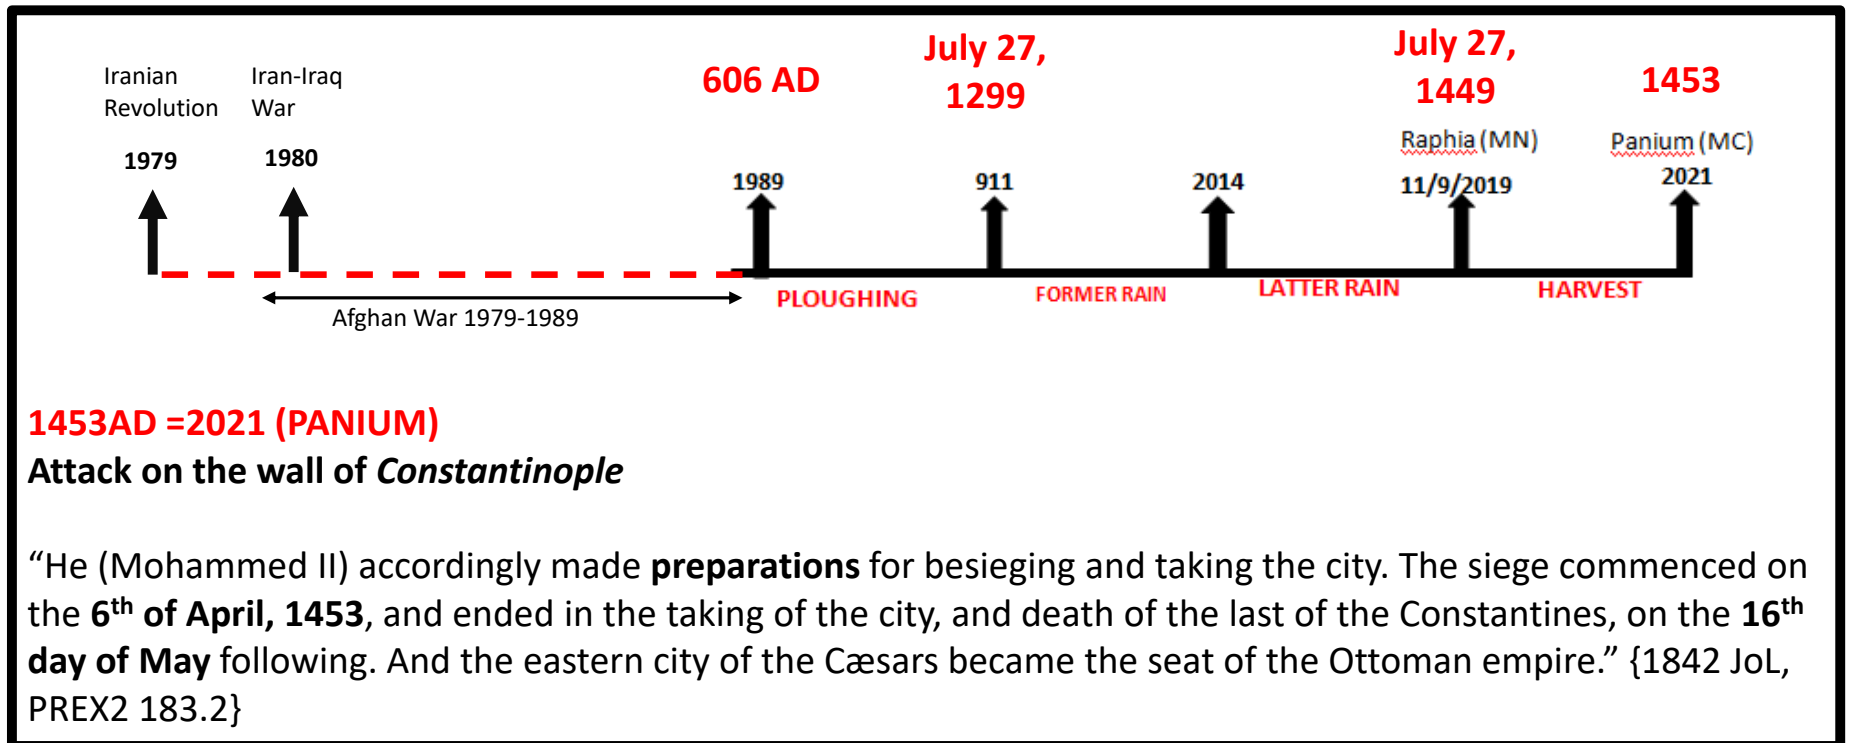 Iranian
Revolution
1979
Iran-Iraq
War
1980
606 AD
1989
July 27,
1299
911
2014
July 27,
1449
Raphia (MN)
11/9/2019
1453
Panium (MC)
2021
PLOUGHING
FORMER RAIN
LATTER RAIN
HARVEST
Afghan War 1979-1989
1453AD =2021 (PANIUM)
Attack on the wall of Constantinople
“He (Mohammed II) accordingly made preparations for besieging and taking the city. The siege commenced on
the 6th of April, 1453, and ended in the taking of the city, and death of the last of the Constantines, on the 16th
day of May following. And the eastern city of the Cæsars became the seat of the Ottoman empire.” {1842 JoL,
PREX2 183.2}